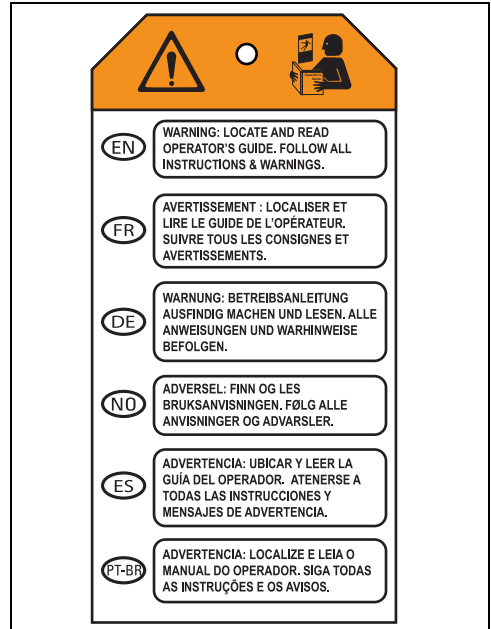 Operator's
Guide
EN
WARNING: LOCATE AND READ
OPERATOR'S GUIDE. FOLLOW ALL
INSTRUCTIONS & WARNINGS.
FR
AVERTISSEMENT : LOCALISER ET
LIRE LE GUIDE DE L'OPÉRATEUR.
SUIVRE TOUS LES CONSIGNES ET
AVERTISSEMENTS.
DE
WARNUNG: BETREIBSANLEITUNG
AUSFINDIG MACHEN UND LESEN. ALLE
ANWEISUNGEN UND WARHINWEISE
BEFOLGEN.
NO
ADVERSEL: FINN OG LES
BRUKSANVISNINGEN. FØLG ALLE
ANVISNINGER OG ADVARSLER.
ES
ADVERTENCIA: UBICAR Y LEER LA
GUÍA DEL OPERADOR. ATENERSE A
TODAS LAS INSTRUCCIONES Y
MENSAJES DE ADVERTENCIA.
PT-BR
ADVERTENCIA: LOCALIZE E LEIA O
MANUAL DO OPERADOR. SIGA TODAS
AS INSTRUÇÕES E OS AVISOS.